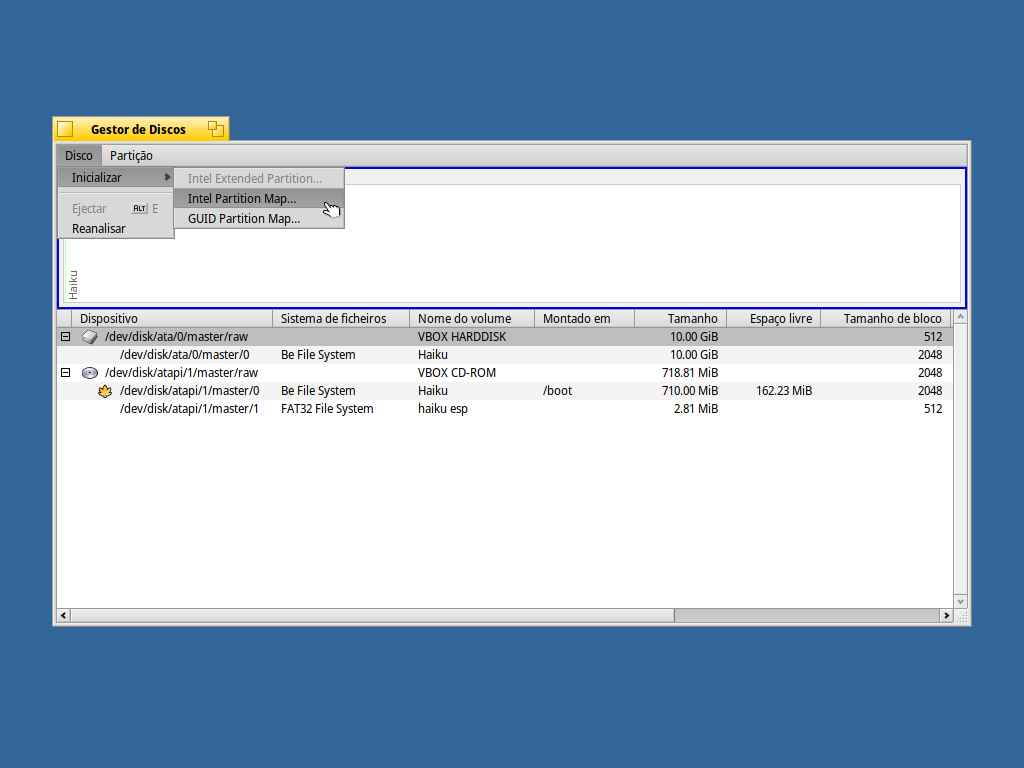 Gestor de Discos
Disco Partição
Inicializar
Intel Extended Partition...
Intel Partition Map...
Ejectar ALT E
GUID Partition Map...
Reanalisar
Haiku
Dispositivo Sistema de ficheiros Nome do volume Montado em Tamanho Espaço livre Tamanho de bloco
/dev/disk/ata/0/master/raw VBOX HARDDISK 10.00 GiB 512
/dev/disk/ata/0/master/0 Be File System Haiku 10.00 GiB 2048
/dev/disk/atapi/1/master/raw VBOX CD-ROM 718.81 MiB 2048
/dev/disk/atapi/1/master/0 Be File System Haiku /boot 710.00 MiB 162.23 MiB 2048
/dev/disk/atapi/1/master/1 FAT32 File System haiku esp 2.81 MiB 512